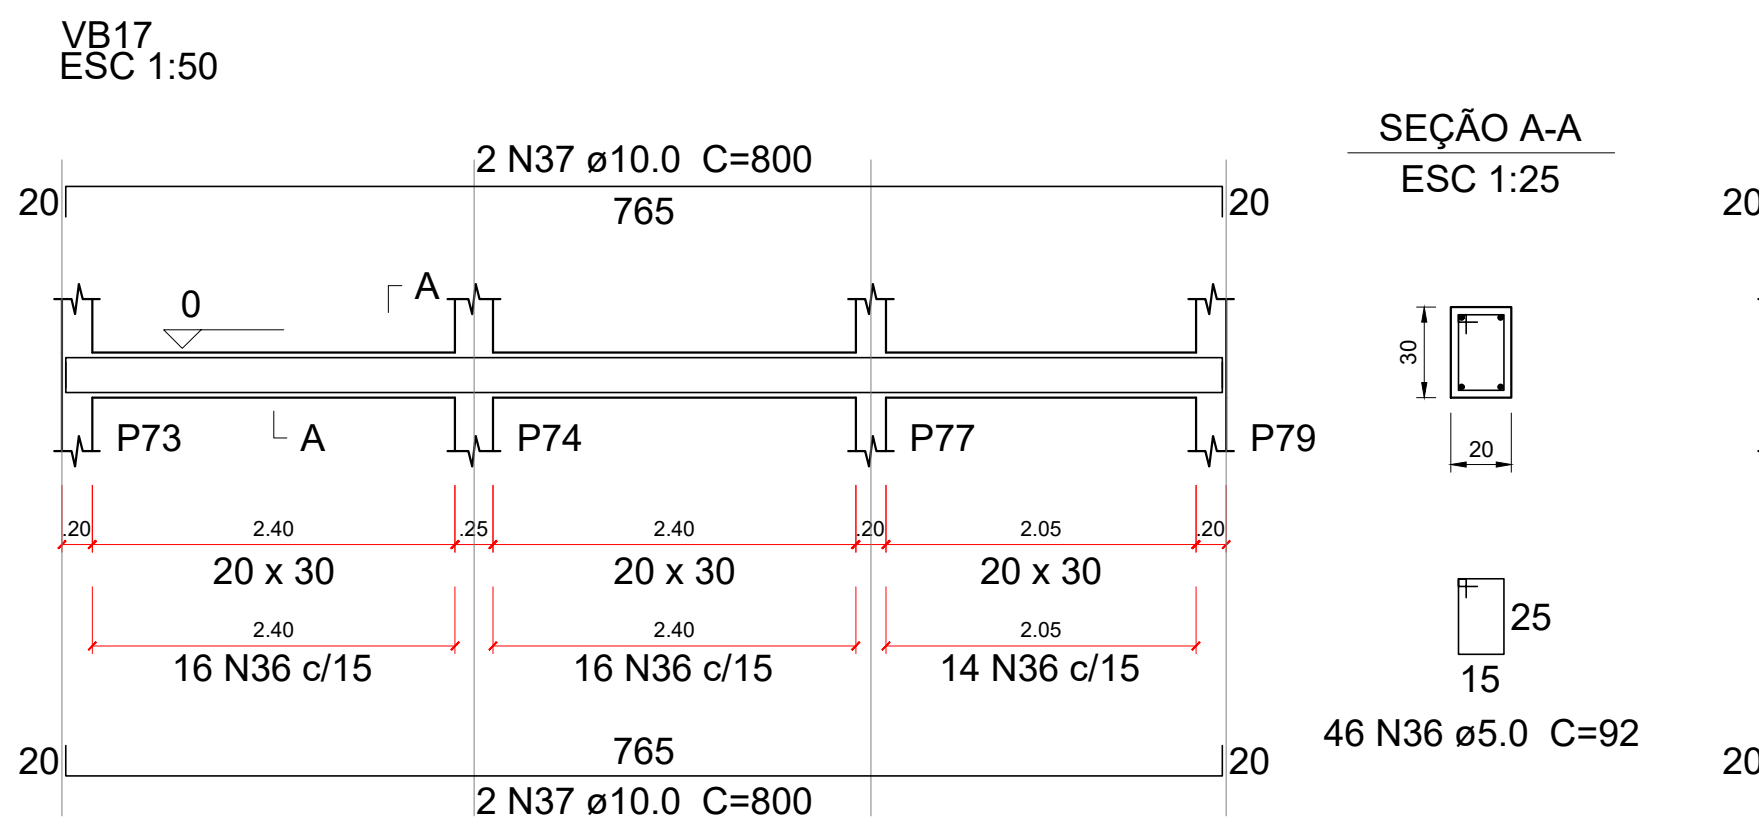 VB17
ESC 1:50
SEÇÃO A-A
ESC 1:25
2 N37 ø10.0 C=800
20
765
20
20
0
A
A
P73
P74
P77
P79
30
20
.20
2.40
.25
2.40
.20
2.05
.20
20 x 30
20 x 30
20 x 30
2.40
2.40
2.05
16 N36 c/15
16 N36 c/15
14 N36 c/15
25
15
46 N36 ø5.0 C=92
20
765
20
20
2 N37 ø10.0 C=800